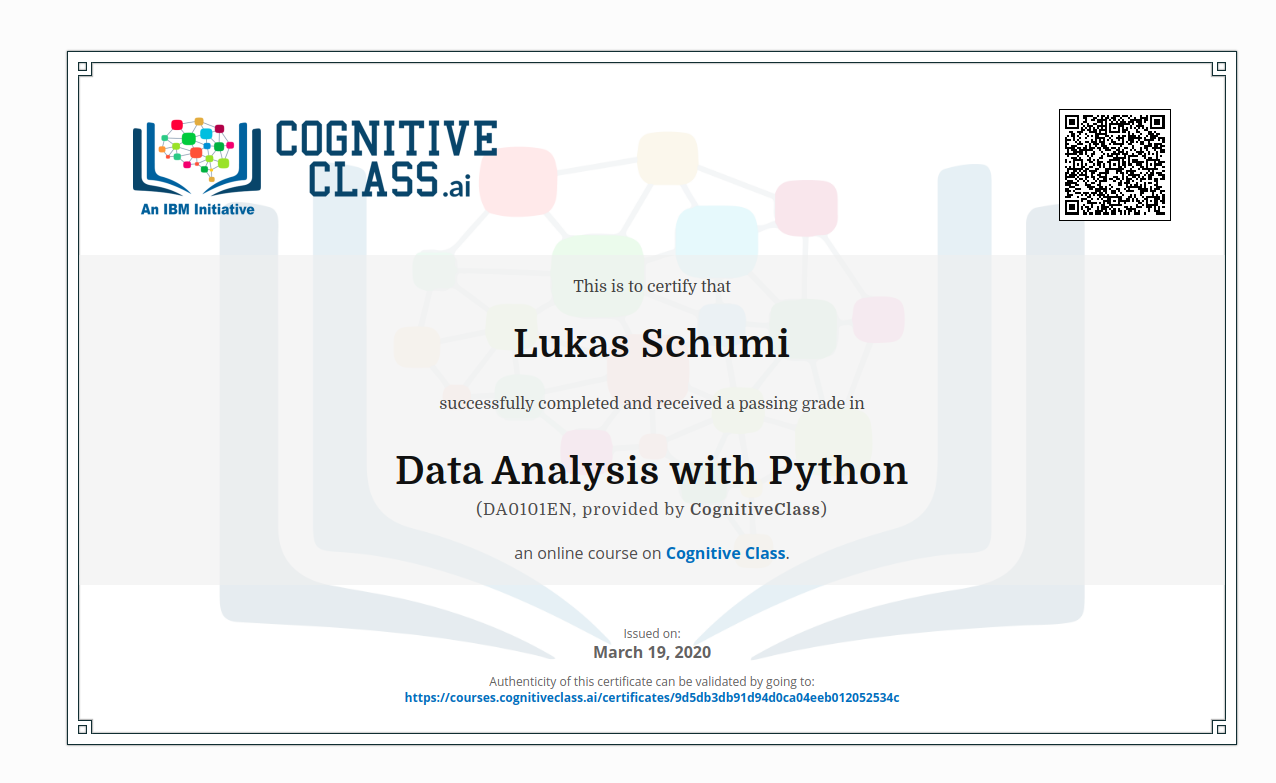 COGNITIVE
CLASS.ai
An IBM Initiative
This is to certify that
Lukas Schumi
successfully completed and received a passing grade in
Data Analysis with Python
(DA0101EN, provided by CognitiveClass)
an online course on Cognitive Class.
Issued on:
March 19, 2020
Authenticity of this certificate can be validated by going to:
https://courses.cognitiveclass.ai/certificates/9d5db3db91d94d0ca04eeb012052534c